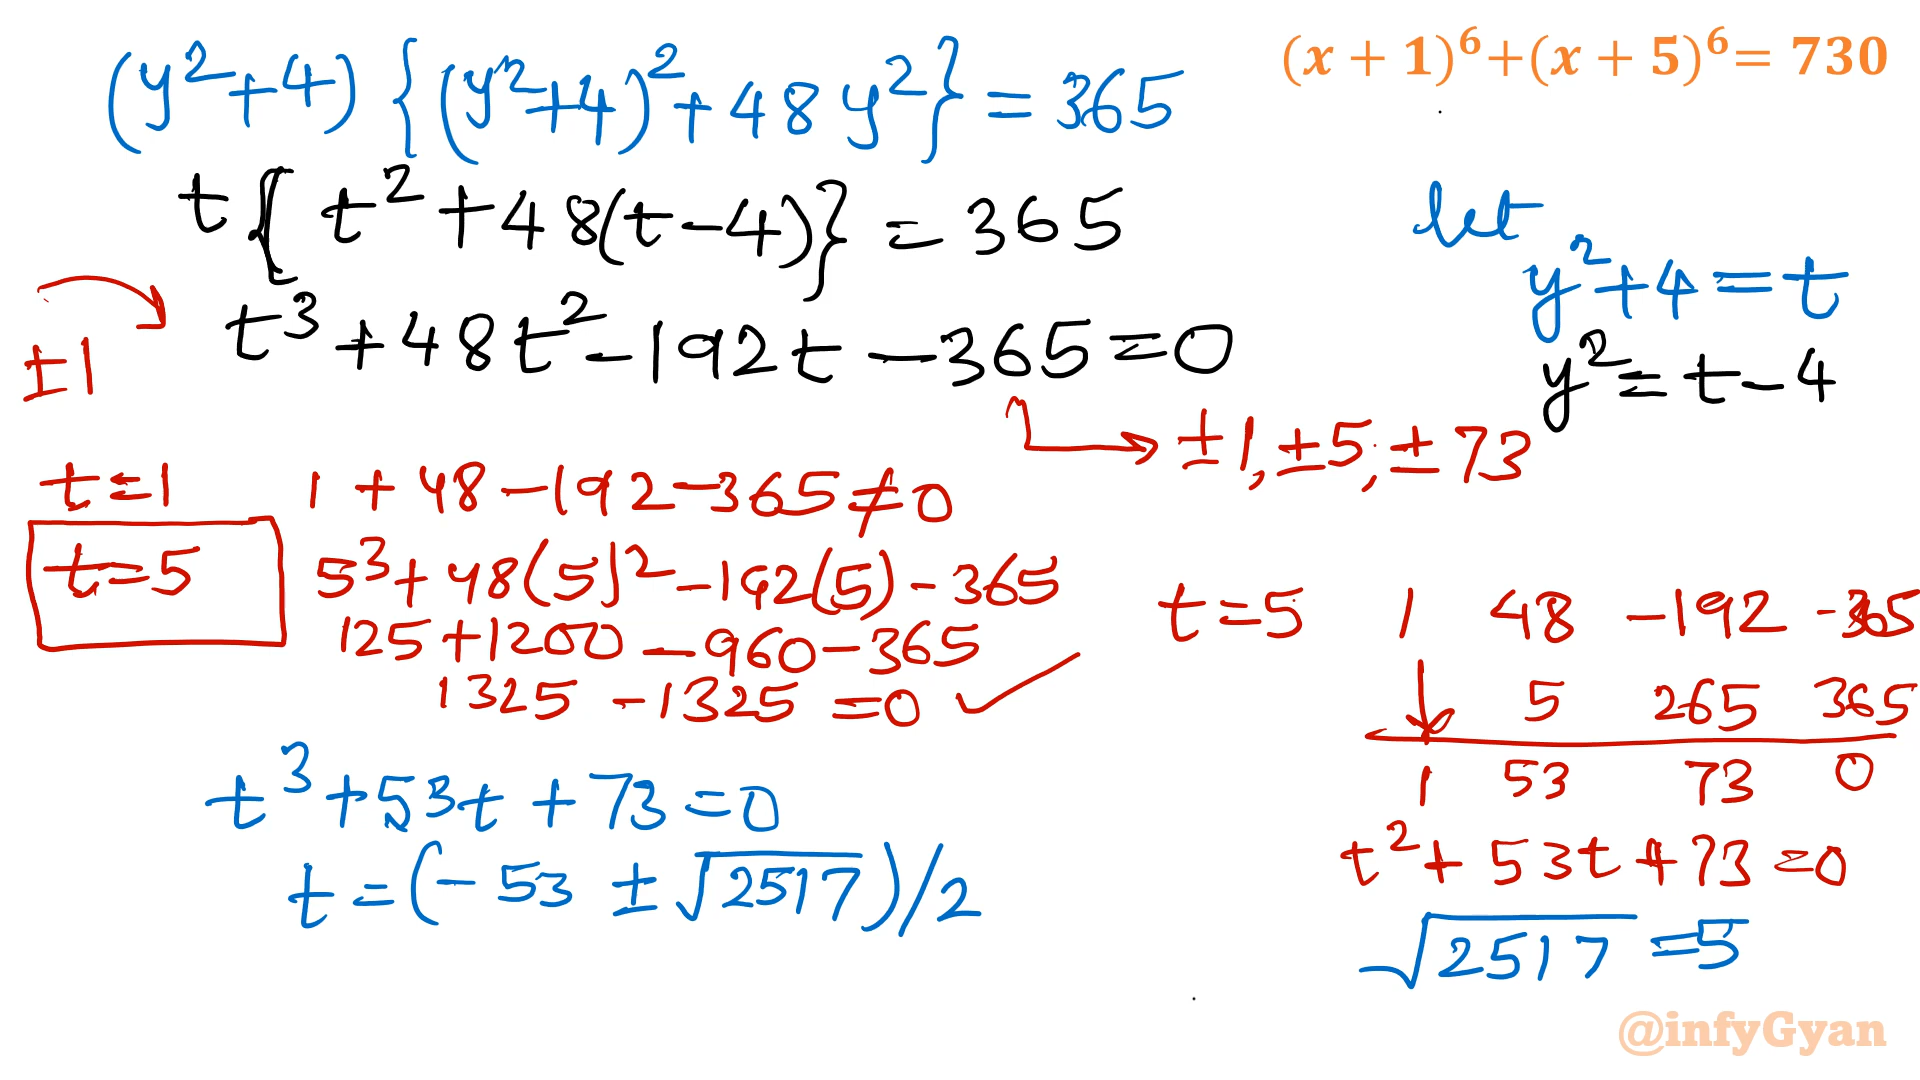 (x + 1)⁶+(x + 5)⁶= 730
(y²+4) {(y²+4)²+48 y²} = 365
t{ t²+48(t-4)} = 365
t³+48t²-192t-365=0
±1
let
y²+4=t
y²=t-4
±1, ±5, ±73
t=1 1+48-192-365≠0
t=5 5³+48(5)²-192(5)-365
125+1200-960-365
1325-1325=0 ✓
t³+53t+73=0
t=(-53 ±√2517)/2
t=5 1 48 -192 -365
5 265 365
1 53 73 0
t²+53t+73=0
√2517=5
@infyGyan